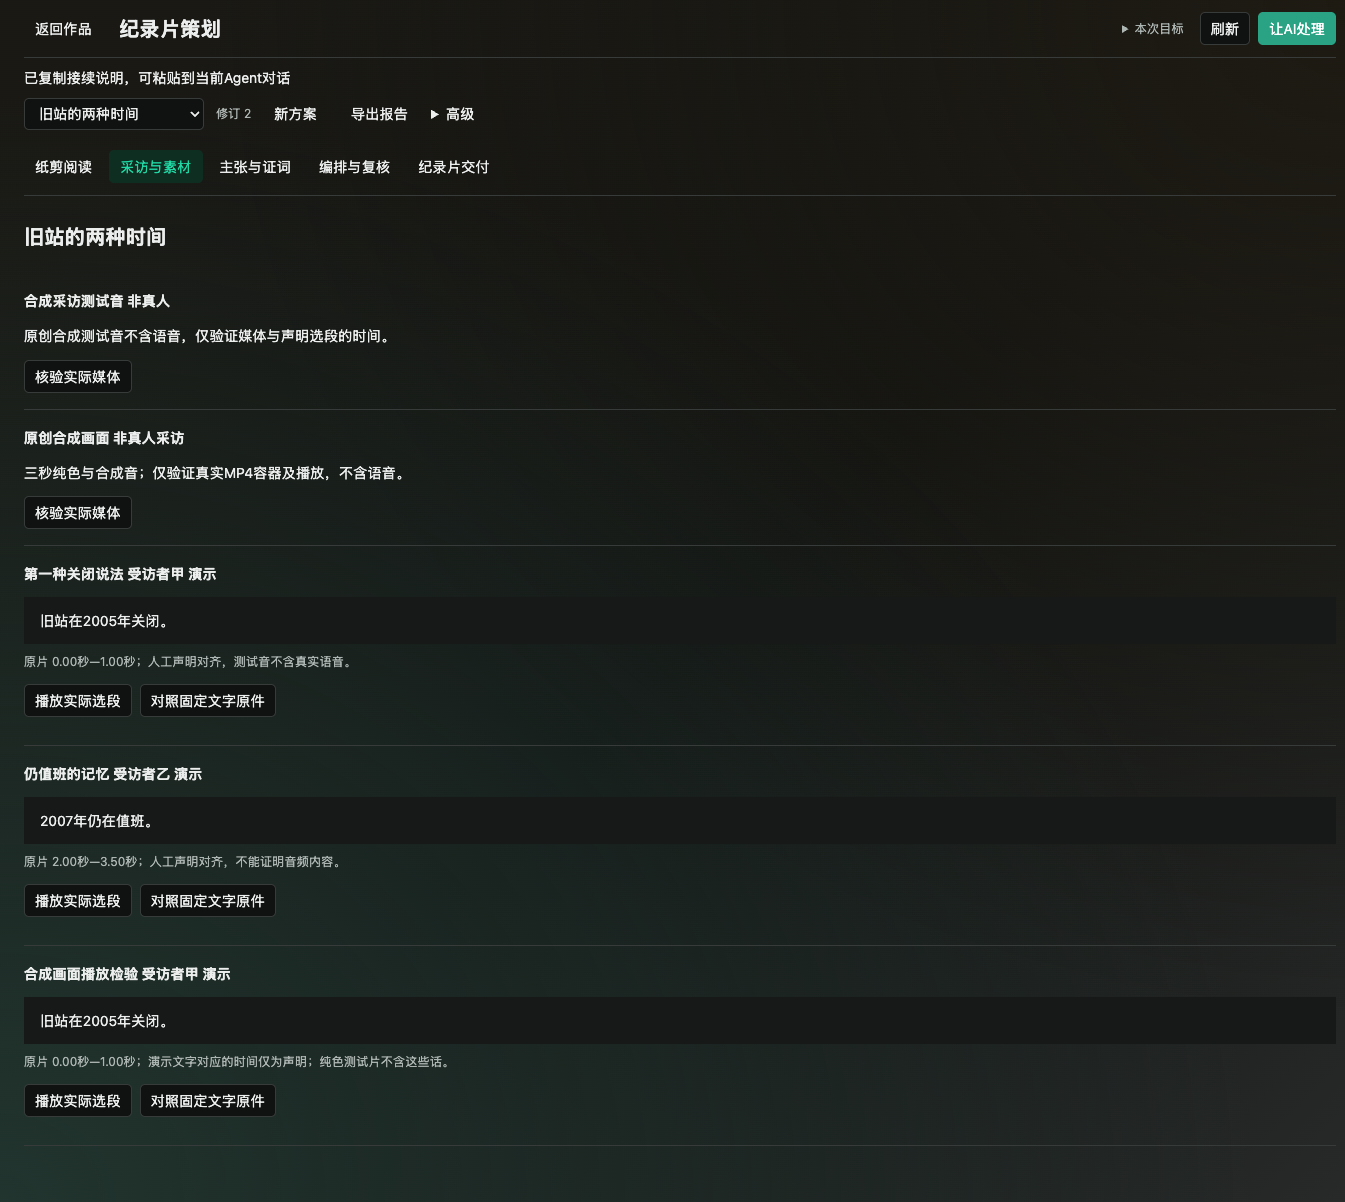 返回作品 纪录片策划 ▶ 本次目标 刷新 让AI处理
已复制接续说明，可粘贴到当前Agent对话
旧站的两种时间 修订 2 新方案 导出报告 ▶ 高级
纸剪阅读 采访与素材 主张与证词 编排与复核 纪录片交付
旧站的两种时间
合成采访测试音 非真人
原创合成测试音不含语音，仅验证媒体与声明选段的时间。
核验实际媒体
原创合成画面 非真人采访
三秒纯色与合成音；仅验证真实MP4容器及播放，不含语音。
核验实际媒体
第一种关闭说法 受访者甲 演示
旧站在2005年关闭。
原片 0.00秒—1.00秒；人工声明对齐，测试音不含真实语音。
播放实际选段 对照固定文字原件
仍值班的记忆 受访者乙 演示
2007年仍在值班。
原片 2.00秒—3.50秒；人工声明对齐，不能证明音频内容。
播放实际选段 对照固定文字原件
合成画面播放检验 受访者甲 演示
旧站在2005年关闭。
原片 0.00秒—1.00秒；演示文字对应的时间仅为声明；纯色测试片不含这些话。
播放实际选段 对照固定文字原件